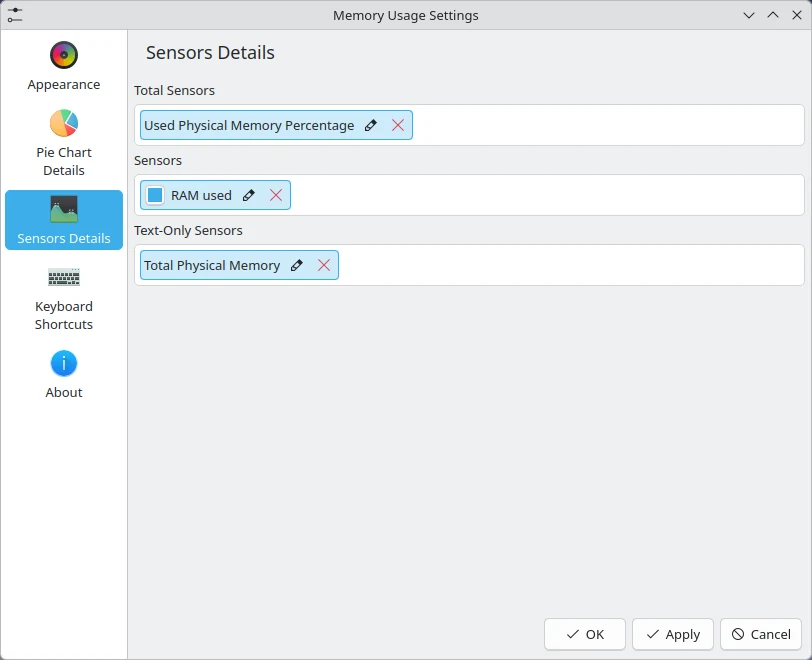 Memory Usage Settings
Appearance
Pie Chart
Details
Sensors Details
Keyboard
Shortcuts
About
Sensors Details
Total Sensors
Used Physical Memory Percentage
Sensors
RAM used
Text-Only Sensors
Total Physical Memory
OK
Apply
Cancel